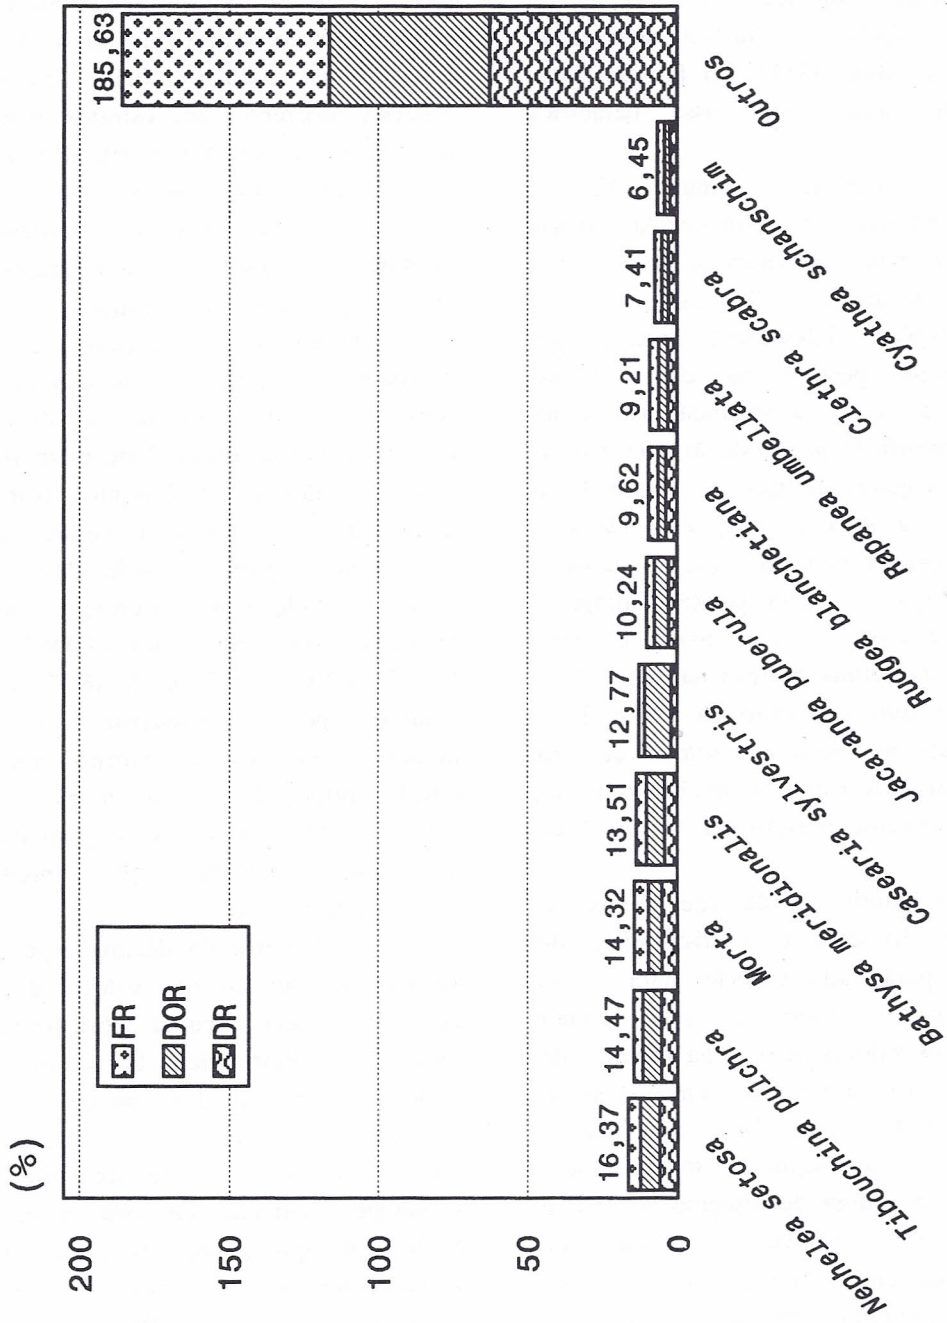 (%)
200
150
100
50
0
FR
DOR
DR
16,37
14,47
14,32
13,51
12,77
10,24
9,62
9,21
7,41
6,45
185,63
Nephelea setosa
Tibouchina pulchra
Morta
Bathysa meridionalis
Casearia sylvestris
Jacaranda puberula
Rudgea blanchetiana
Rapanea umbellata
Clethra scabra
Cyathea schanschim
Outros